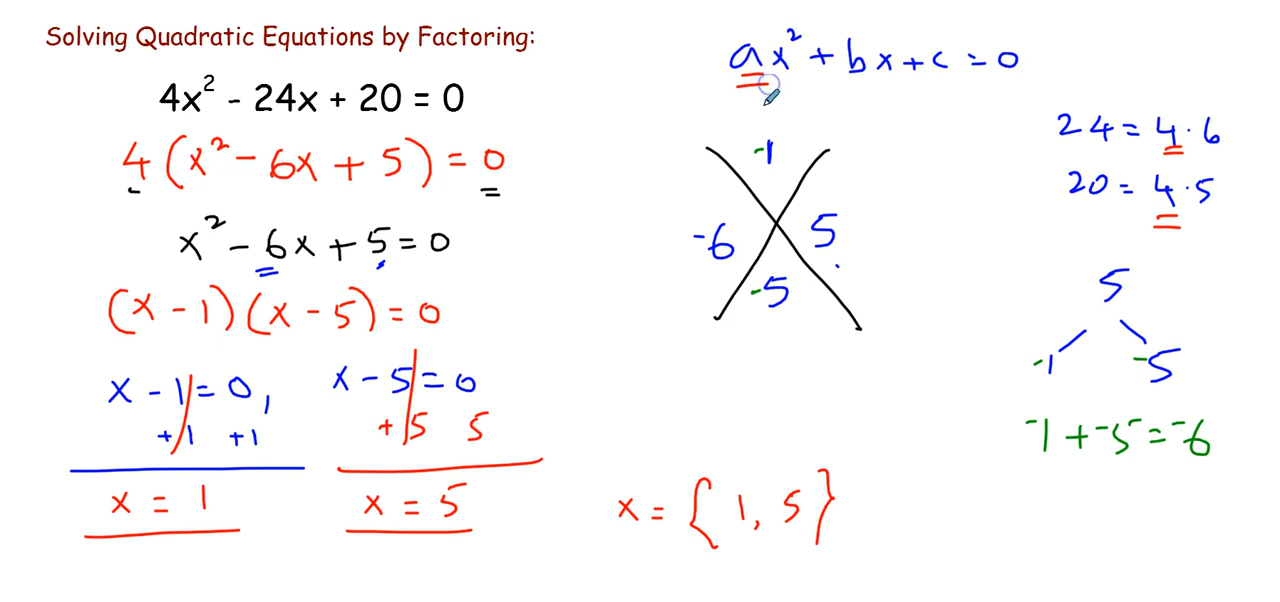 Solving Quadratic Equations by Factoring:
4x² - 24x + 20 = 0
4(x² - 6x + 5) = 0
x² - 6x + 5 = 0
(x - 1)(x - 5) = 0
x - 1 = 0,
+1 +1
x = 1
x - 5 = 0
+5 5
x = 5
ax² + bx + c = 0
-1
-6 5
-5
x = {1, 5}
24 = 4·6
20 = 4·5
5
-1 -5
-1 + -5 = -6